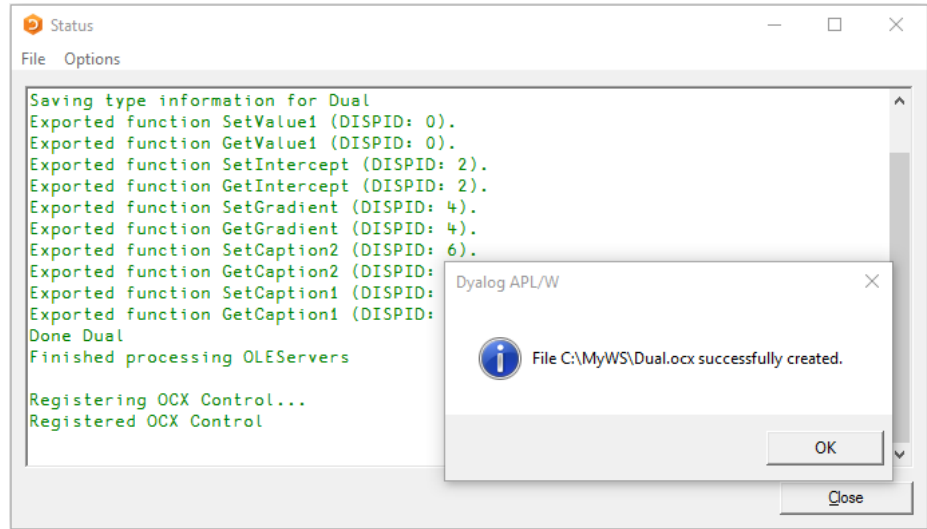 Status
File Options
Saving type information for Dual
Exported function SetValue1 (DISPID: 0).
Exported function GetValue1 (DISPID: 0).
Exported function SetIntercept (DISPID: 2).
Exported function GetIntercept (DISPID: 2).
Exported function SetGradient (DISPID: 4).
Exported function GetGradient (DISPID: 4).
Exported function SetCaption2 (DISPID: 6).
Exported function GetCaption2 (DISPID:
Exported function SetCaption1 (DISPID:
Exported function GetCaption1 (DISPID:
Done Dual
Finished processing OLEServers
Registering OCX Control...
Registered OCX Control
Dyalog APL/W
File C:\MyWS\Dual.ocx successfully created.
OK
Close